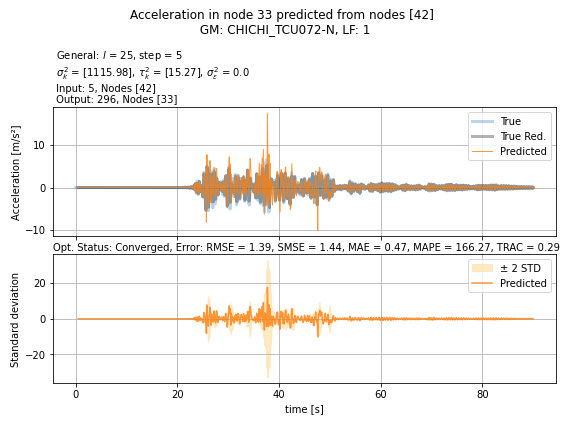 Acceleration in node 33 predicted from nodes [42]
GM: CHICHI_TCU072-N, LF: 1
General: l = 25, step = 5
σ²ₖ = [1115.98], τ²ₖ = [15.27], σ²ε = 0.0
Input: 5, Nodes [42]
Output: 296, Nodes [33]
Acceleration [m/s²]
10
0
−10
True
True Red.
Predicted
Opt. Status: Converged, Error: RMSE = 1.39, SMSE = 1.44, MAE = 0.47, MAPE = 166.27, TRAC = 0.29
Standard deviation
20
0
−20
± 2 STD
Predicted
0 20 40 60 80
time [s]